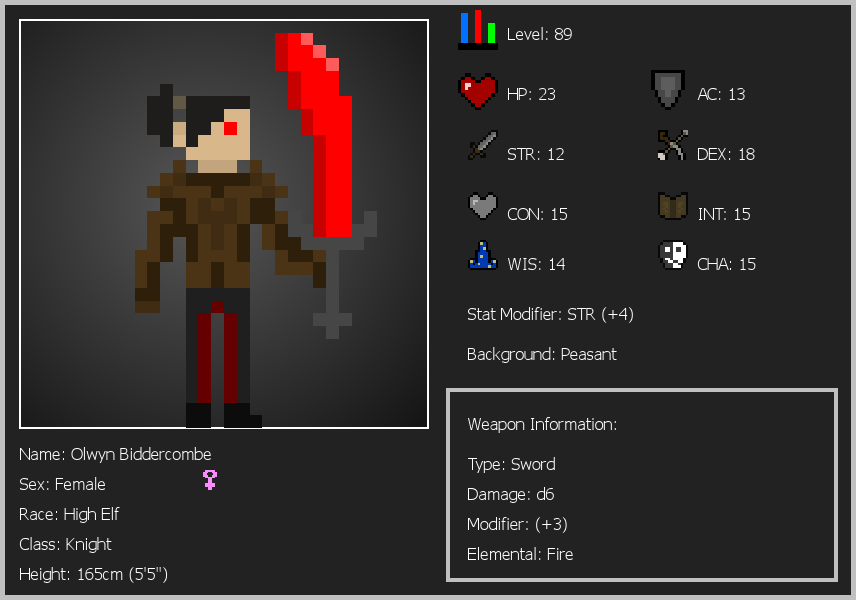 Level: 89
HP: 23
AC: 13
STR: 12
DEX: 18
CON: 15
INT: 15
WIS: 14
CHA: 15
Stat Modifier: STR (+4)
Background: Peasant
Weapon Information:
Type: Sword
Damage: d6
Modifier: (+3)
Elemental: Fire
Name: Olwyn Biddercombe
Sex: Female
Race: High Elf
Class: Knight
Height: 165cm (5'5")